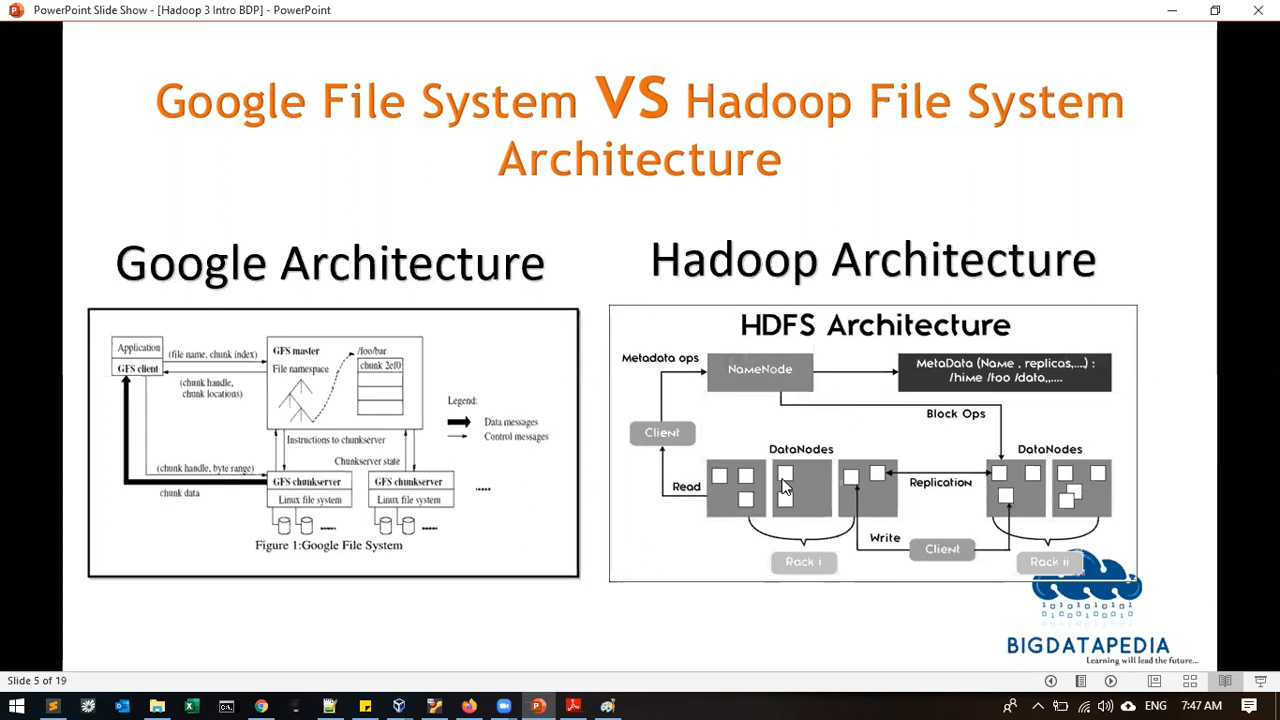 PowerPoint Slide Show - [Hadoop 3 Intro BDP] - PowerPoint
Google File System VS Hadoop File System
Architecture
Google Architecture
Hadoop Architecture
Application
GFS client
(file name, chunk index)
(chunk handle,
chunk locations)
GFS master
File namespace
/foo/bar
chunk 2ef0
Legend:
Data messages
Control messages
Instructions to chunkserver
Chunkserver state
(chunk handle, byte range)
chunk data
GFS chunkserver
Linux file system
GFS chunkserver
Linux file system
Figure 1:Google File System
HDFS Architecture
Metadata ops
NameNode
MetaData (Name , replicas,...) :
/hime /foo /data,,...
Block Ops
Client
DataNodes
DataNodes
Read
Replication
Write
Client
Rack i
Rack ii
BIGDATAPEDIA
Learning will lead the future...
Slide 5 of 19
ENG
7:47 AM